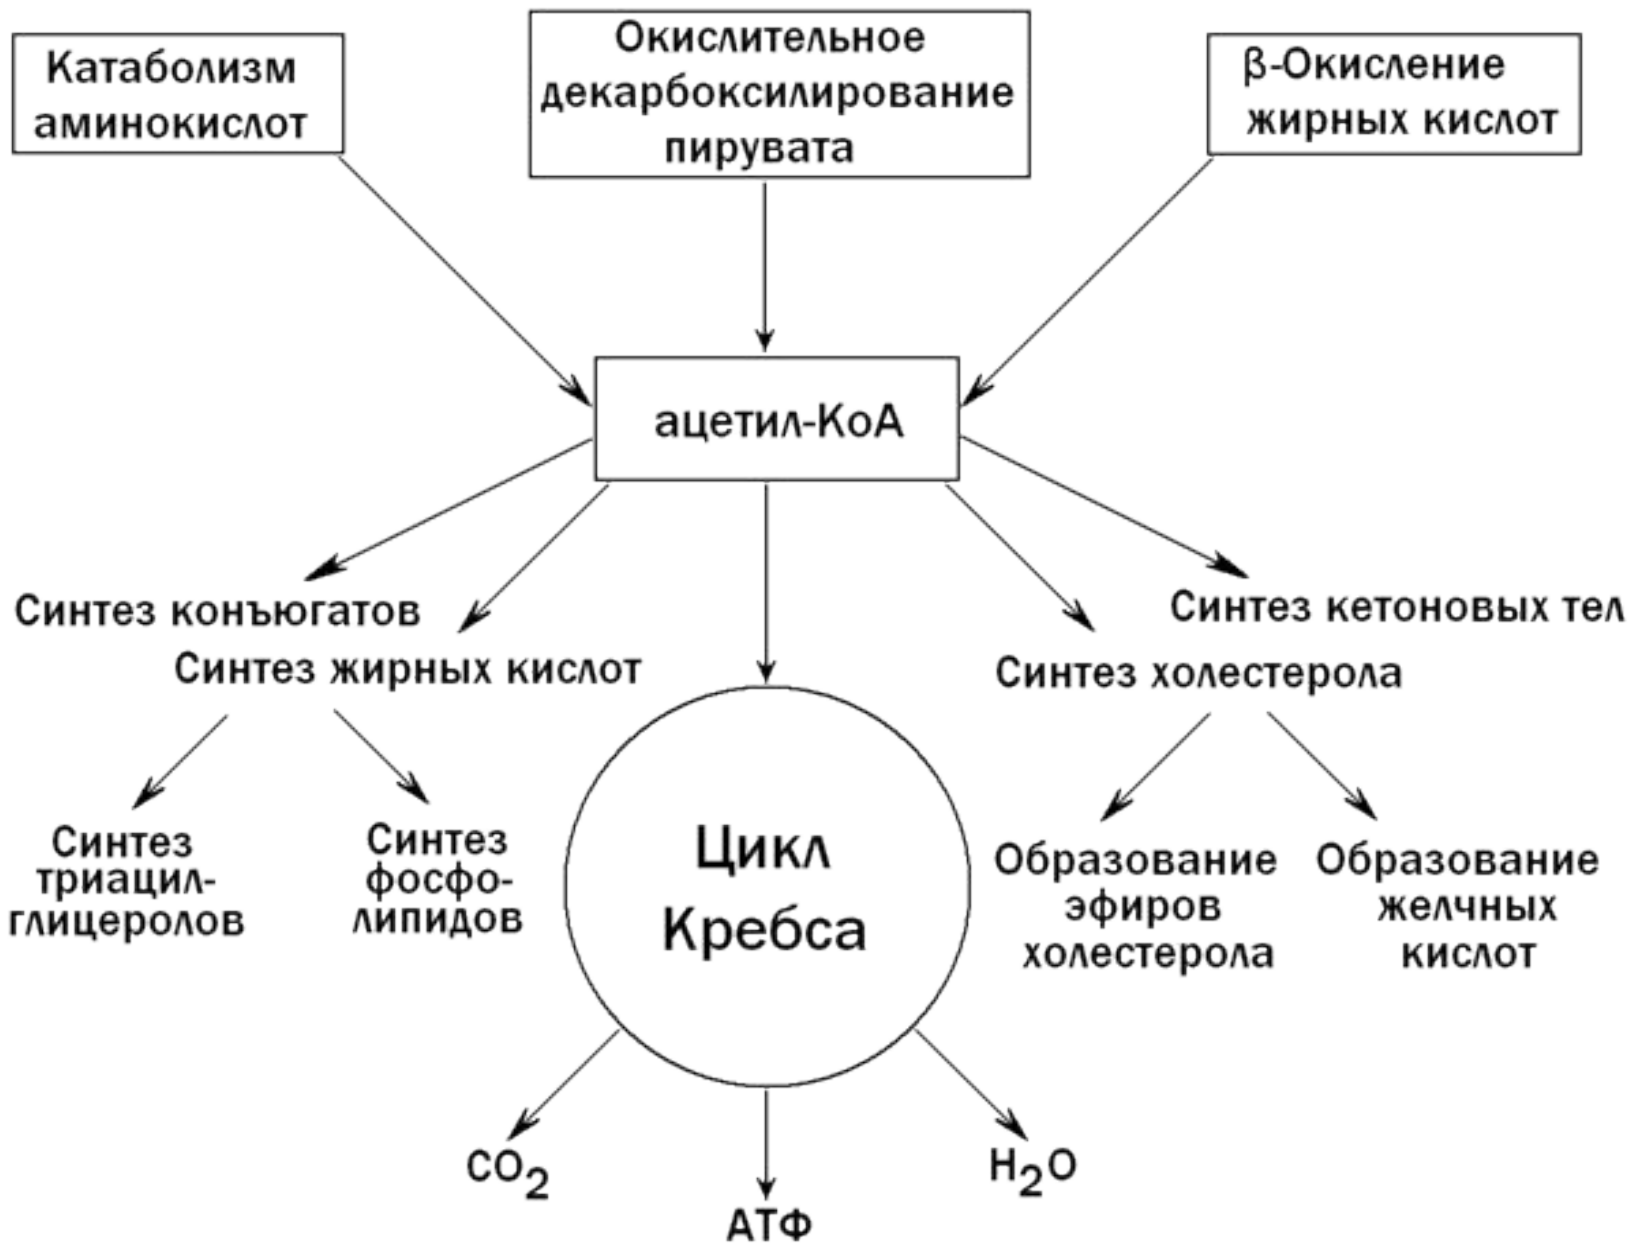 Катаболизм
аминокислот
Окислительное
декарбоксилирование
пирувата
β-Окисление
жирных кислот
ацетил-КоА
Синтез конъюгатов
Синтез жирных кислот
Синтез кетоновых тел
Синтез холестерола
Синтез
триацил-
глицеролов
Синтез
фосфо-
липидов
Цикл
Кребса
Образование
эфиров
холестерола
Образование
желчных
кислот
CO2
АТФ
H2O